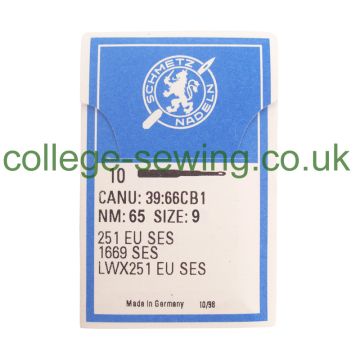 SCHMETZ
NADELN
college-sewing.co.uk
10
CANU: 39:66CB1
NM: 65 SIZE: 9
251 EU SES
1669 SES
LWX251 EU SES
Made in Germany 10/98